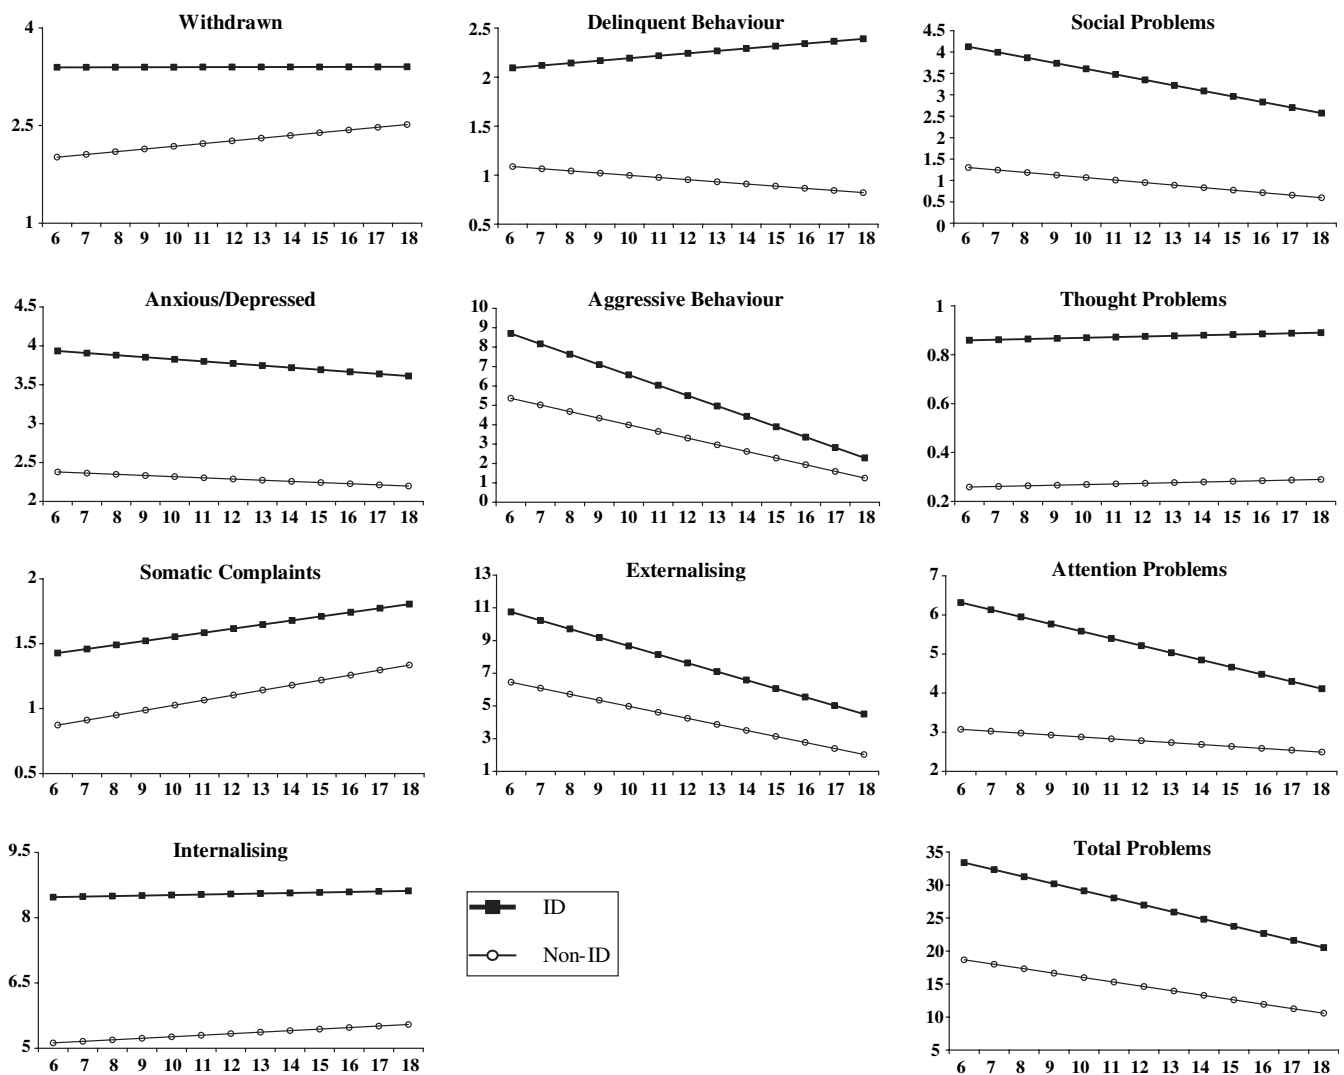 Withdrawn
4
2.5
1
6 7 8 9 10 11 12 13 14 15 16 17 18
Delinquent Behaviour
2.5
2
1.5
1
0.5
6 7 8 9 10 11 12 13 14 15 16 17 18
Social Problems
4.5
4
3.5
3
2.5
2
1.5
1
0.5
0
6 7 8 9 10 11 12 13 14 15 16 17 18
Anxious/Depressed
4.5
4
3.5
3
2.5
2
6 7 8 9 10 11 12 13 14 15 16 17 18
Aggressive Behaviour
10
9
8
7
6
5
4
3
2
1
0
6 7 8 9 10 11 12 13 14 15 16 17 18
Thought Problems
1
0.8
0.6
0.4
0.2
6 7 8 9 10 11 12 13 14 15 16 17 18
Somatic Complaints
2
1.5
1
0.5
6 7 8 9 10 11 12 13 14 15 16 17 18
Externalising
13
11
9
7
5
3
1
6 7 8 9 10 11 12 13 14 15 16 17 18
Attention Problems
7
6
5
4
3
2
6 7 8 9 10 11 12 13 14 15 16 17 18
Internalising
9.5
8
6.5
5
6 7 8 9 10 11 12 13 14 15 16 17 18
ID
Non-ID
Total Problems
35
30
25
20
15
10
5
6 7 8 9 10 11 12 13 14 15 16 17 18